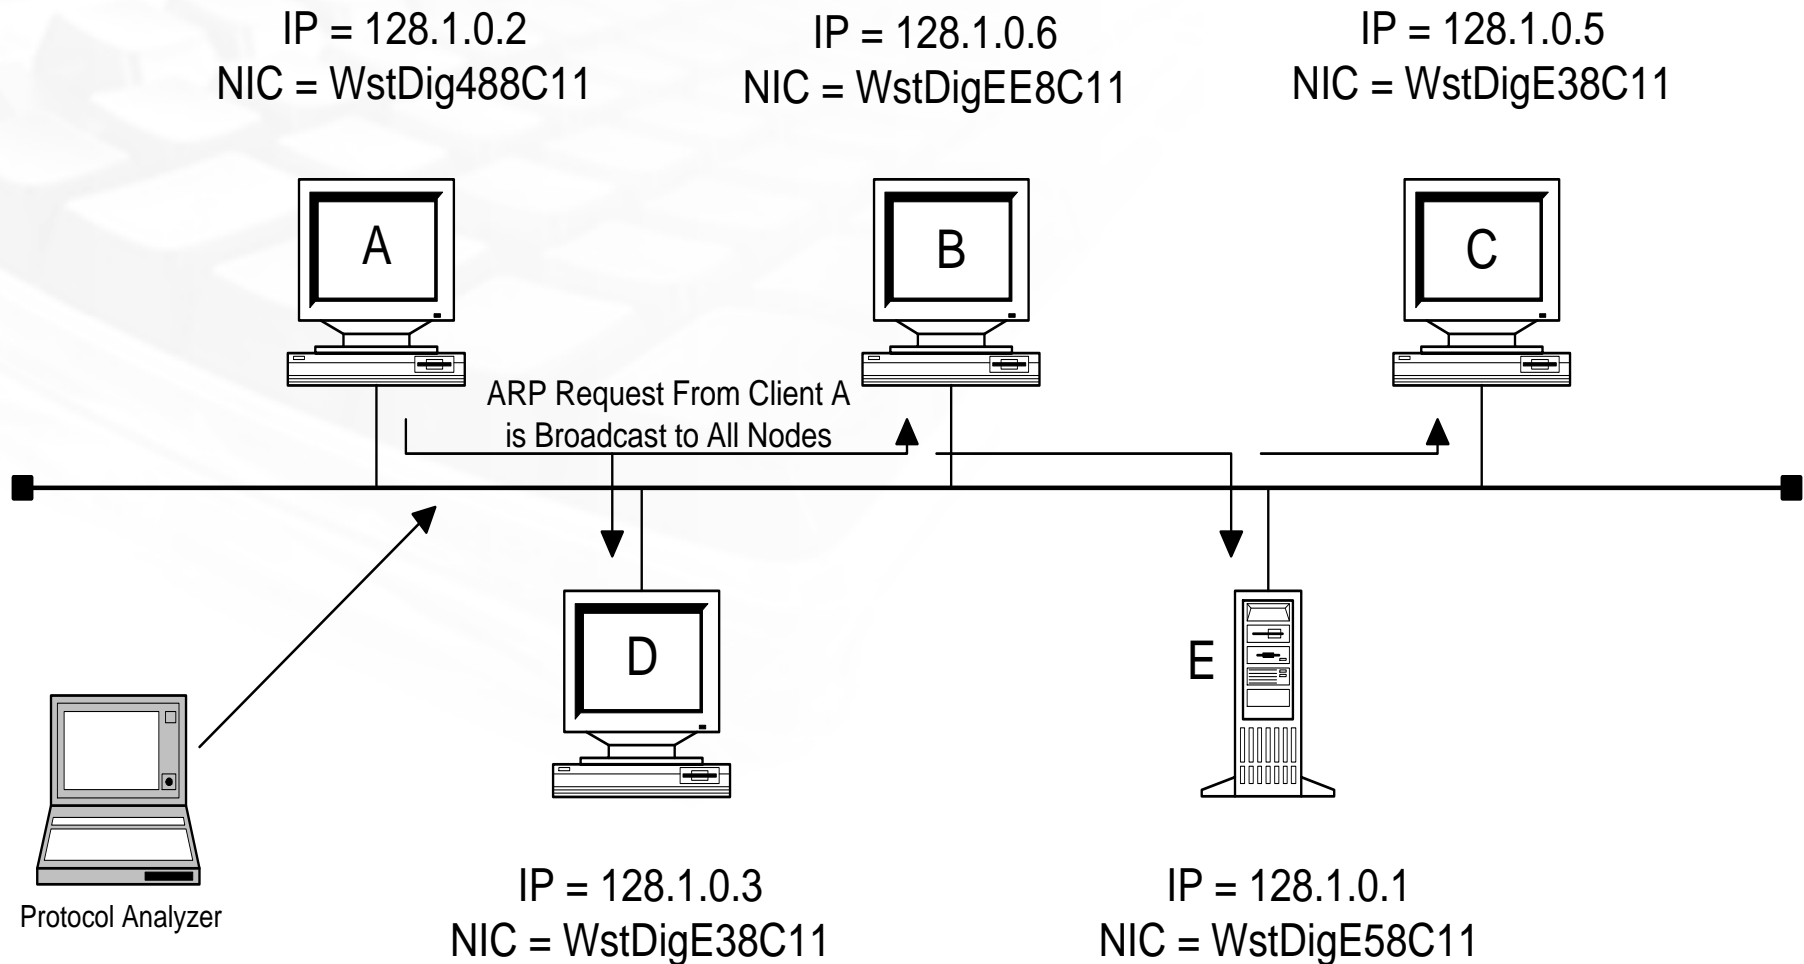 IP = 128.1.0.2
NIC = WstDig488C11
IP = 128.1.0.6
NIC = WstDigEE8C11
IP = 128.1.0.5
NIC = WstDigE38C11
A
B
C
ARP Request From Client A
is Broadcast to All Nodes
D
E
Protocol Analyzer
IP = 128.1.0.3
NIC = WstDigE38C11
IP = 128.1.0.1
NIC = WstDigE58C11